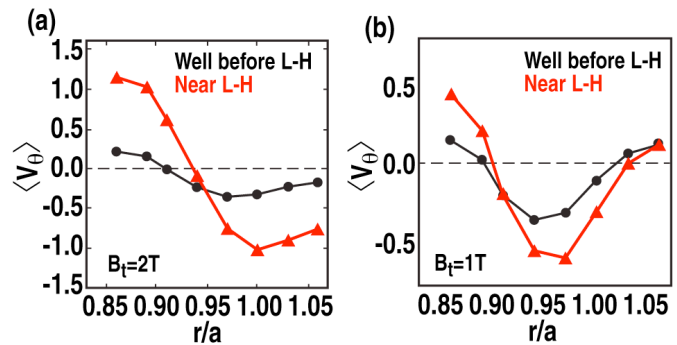 (a)
Well before L-H
Near L-H
⟨Vθ⟩
1.5
1.0
0.5
0.0
-0.5
-1.0
-1.5
Bt=2T
0.85 0.90 0.95 1.00 1.05
r/a
(b)
Well before L-H
Near L-H
⟨Vθ⟩
0.5
0.0
-0.5
Bt=1T
0.85 0.90 0.95 1.00 1.05
r/a